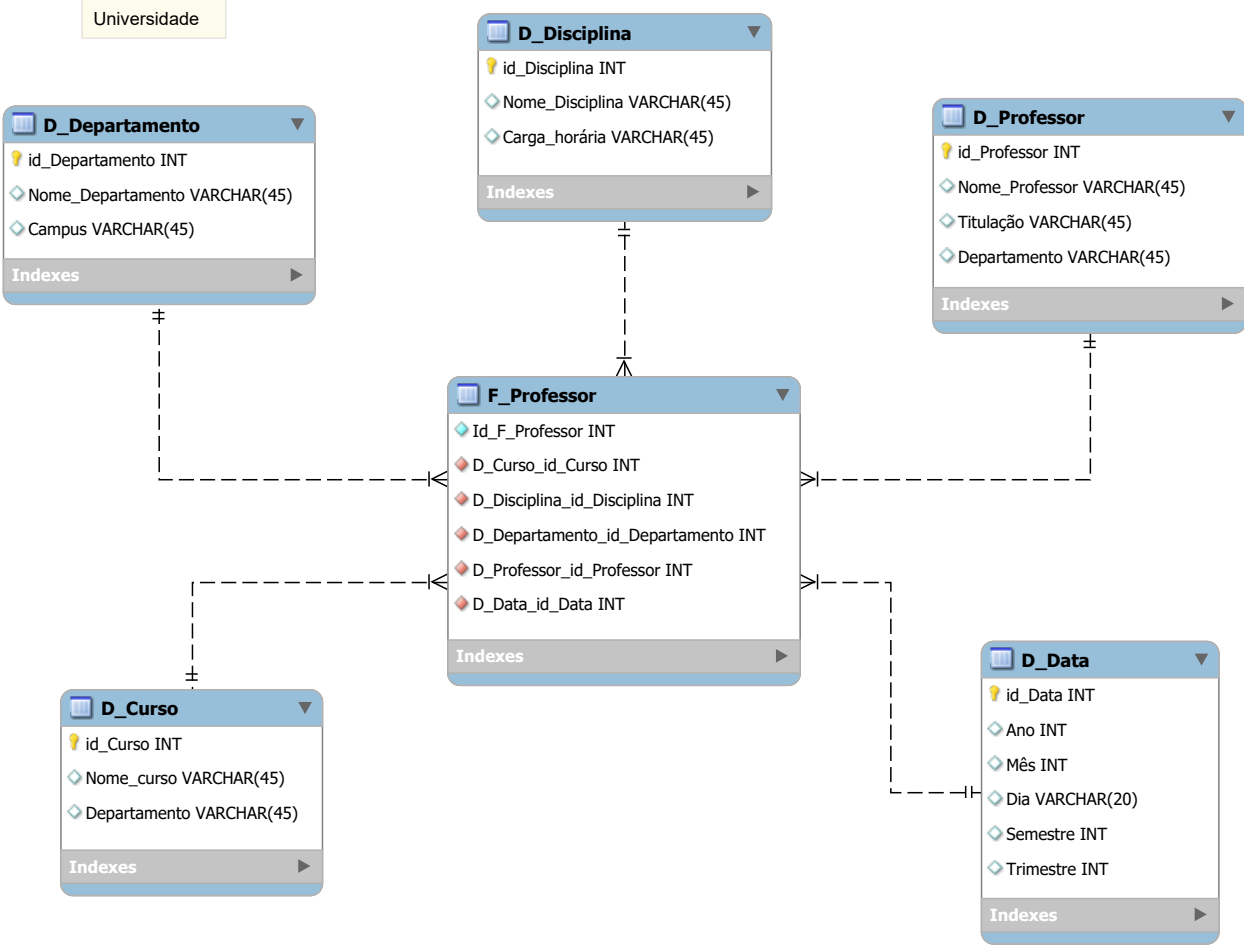 Universidade
D_Disciplina
id_Disciplina INT
Nome_Disciplina VARCHAR(45)
Carga_horária VARCHAR(45)
Indexes
D_Departamento
id_Departamento INT
Nome_Departamento VARCHAR(45)
Campus VARCHAR(45)
Indexes
D_Professor
id_Professor INT
Nome_Professor VARCHAR(45)
Titulação VARCHAR(45)
Departamento VARCHAR(45)
Indexes
F_Professor
Id_F_Professor INT
D_Curso_id_Curso INT
D_Disciplina_id_Disciplina INT
D_Departamento_id_Departamento INT
D_Professor_id_Professor INT
D_Data_id_Data INT
Indexes
D_Curso
id_Curso INT
Nome_curso VARCHAR(45)
Departamento VARCHAR(45)
Indexes
D_Data
id_Data INT
Ano INT
Mês INT
Dia VARCHAR(20)
Semestre INT
Trimestre INT
Indexes